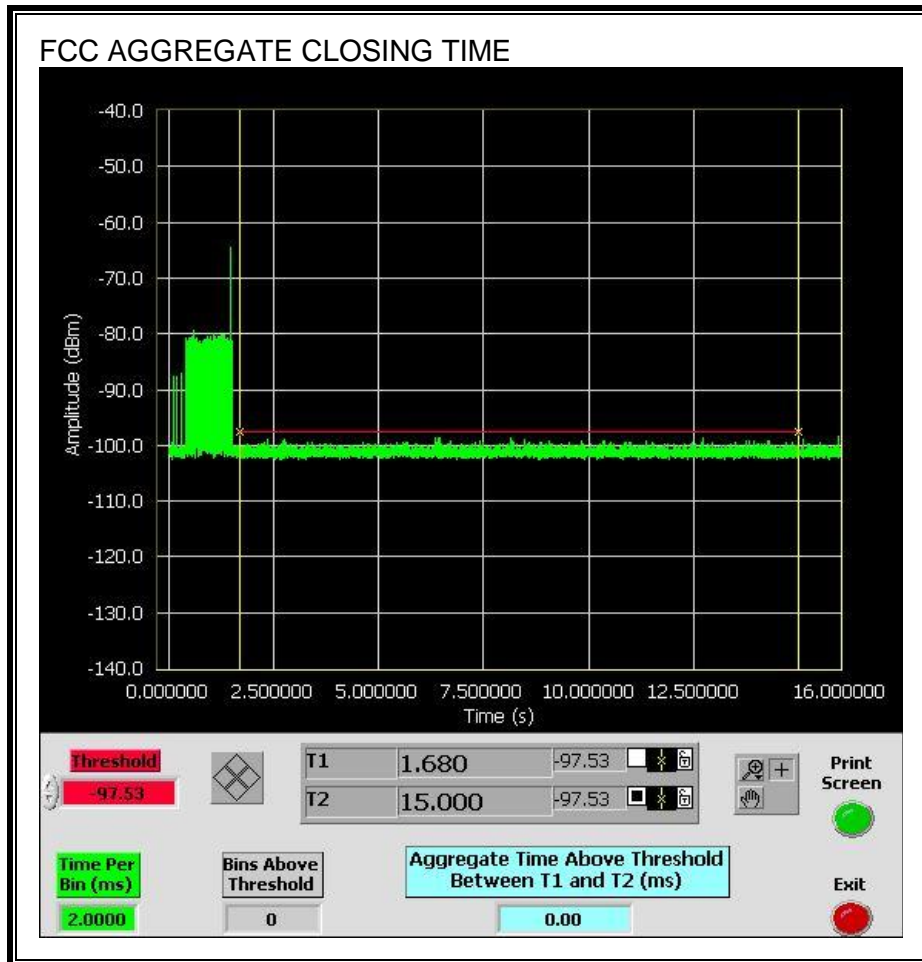 FCC AGGREGATE CLOSING TIME
-40.0
-50.0
-60.0
-70.0
-80.0
-90.0
-100.0
-110.0
-120.0
-130.0
-140.0
Amplitude (dBm)
0.000000 2.500000 5.000000 7.500000 10.000000 12.500000 16.000000
Time (s)
Threshold
-97.53
T1 1.680 -97.53
T2 15.000 -97.53
Print
Screen
Time Per
Bin (ms)
2.0000
Bins Above
Threshold
0
Aggregate Time Above Threshold
Between T1 and T2 (ms)
0.00
Exit